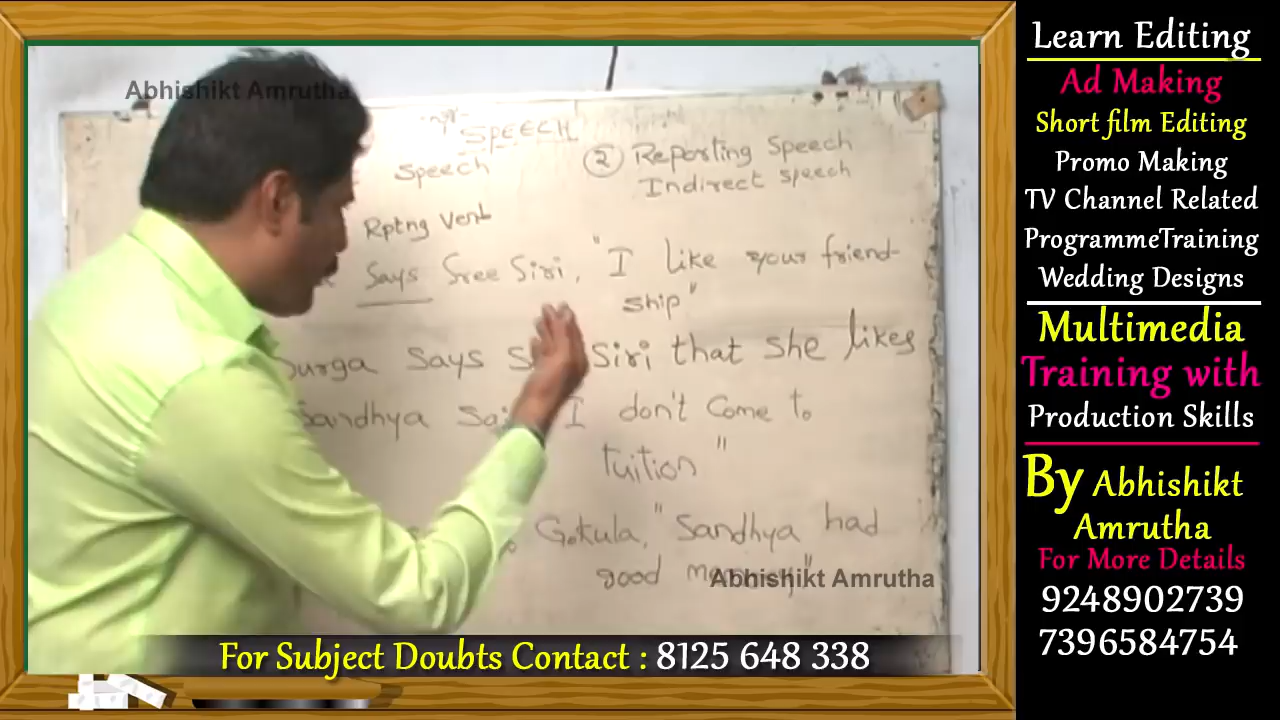 Abhishikt Amrutha
SPEECH
Speech
② Reporting Speech
Indirect speech
Rptng Verb
Says Sree Siri, "I like your friend-
ship"
Durga says Siri that she likes
Sandhya I don't come to
tuition"
Gokula, "Sandhya had
good
Abhishikt Amrutha
For Subject Doubts Contact : 8125 648 338
Learn Editing
Ad Making
Short film Editing
Promo Making
TV Channel Related
ProgrammeTraining
Wedding Designs
Multimedia
Training with
Production Skills
By Abhishikt
Amrutha
For More Details
9248902739
7396584754